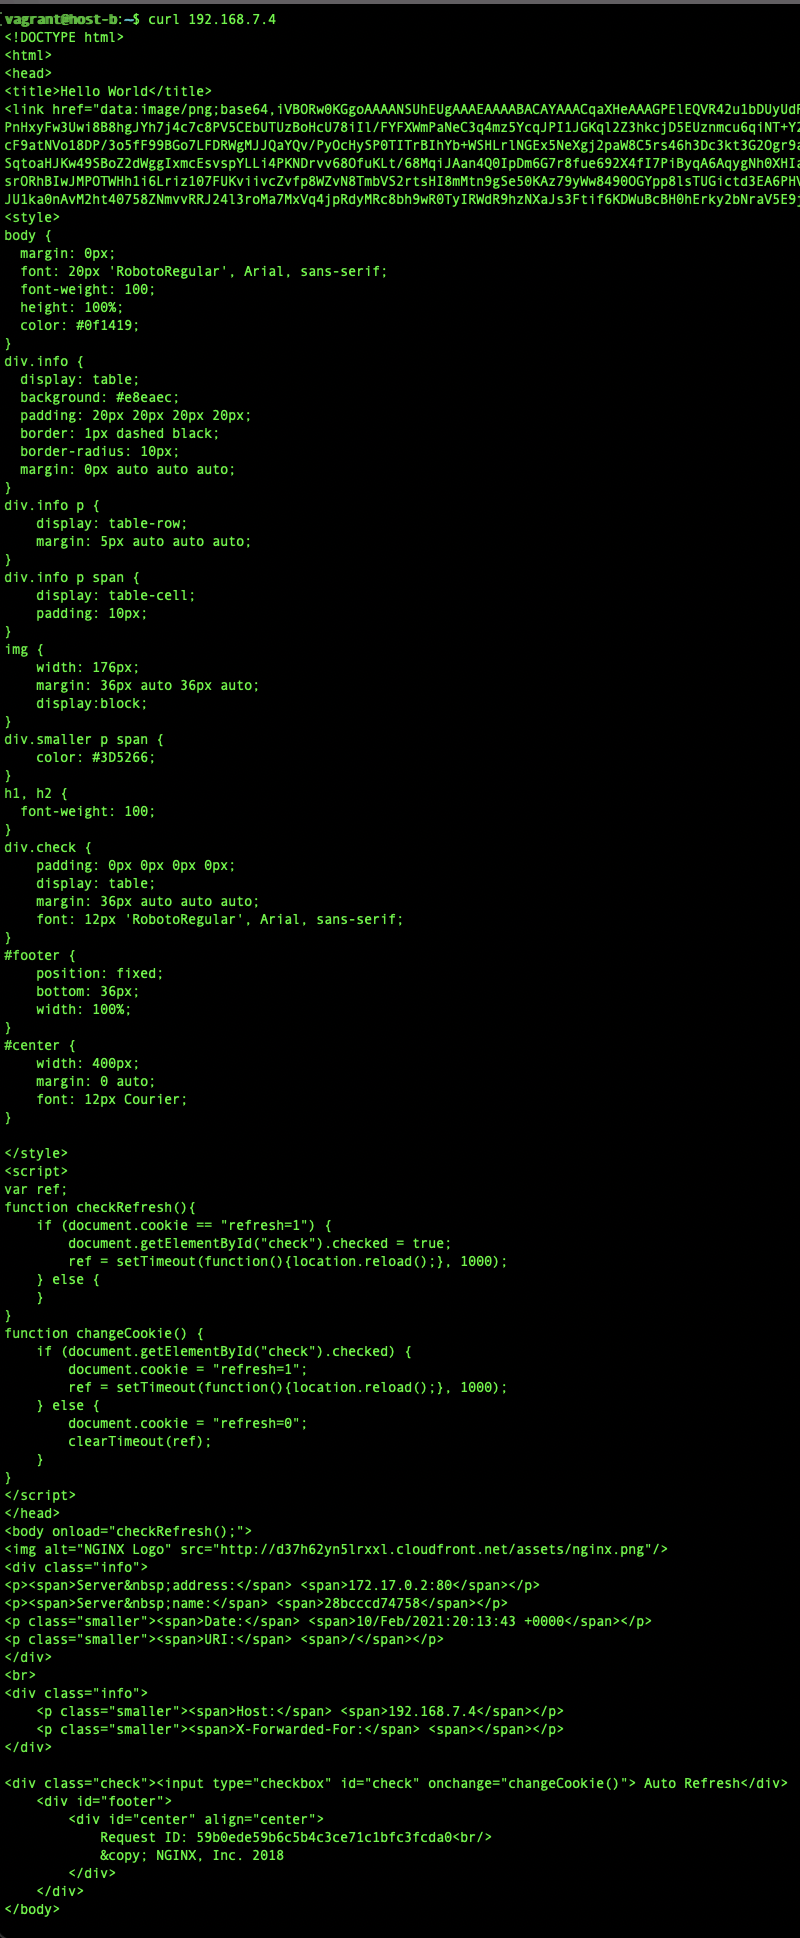 vagrant@host-b:~$ curl 192.168.7.4
<!DOCTYPE html>
<html>
<head>
<title>Hello World</title>
<link href="data:image/png;base64,iVBORw0KGgoAAAANSUhEUgAAAEAAAABACAYAAACqaXHeAAAGPElEQVR42u1bDUyUdR
PnHxyFw3Uwi8B8hgJYh7j4c7c8PV5CEbUTUzBoHcU78iIl/FYFXWmPaNeC3q4mz5YcqJPI1JGKql2Z3hkcjD5EUznmcu6qiNT+Y2
cF9atNVo18DP/3o5fF99BGo7LFDRWgMJJQaYQv/PyOcHySP0TITrBIhYb+WSHLrlNGEx5NeXgj2paW8C5rs46h3Dc3kt3G2Ogr9a
SqtoaHJKw49SBoZ2dWggIxmcEsvspYLLi4PKNDrvv68OfuKLt/68MqiJAan4Q0IpDm6G7r8fue692X4fI7PiByqA6AqygNh0XHIa
srORhBIwJMPOTWHh1i6Lriz107FUKviivcZvfp8WZvN8TmbVS2rtsHI8mMtn9gSe50KAz79yWw8490OGYpp8lsTUGictd3EA6PHV
JU1ka0nAvM2ht40758ZNmvvRRJ24l3roMa7MxVq4jpRdyMRc8bh9wR0TyIRWdR9hzNXaJs3Ftif6KDWuBcBH0hErky2bNraV5E9j
<style>
body {
  margin: 0px;
  font: 20px 'RobotoRegular', Arial, sans-serif;
  font-weight: 100;
  height: 100%;
  color: #0f1419;
}
div.info {
  display: table;
  background: #e8eaec;
  padding: 20px 20px 20px 20px;
  border: 1px dashed black;
  border-radius: 10px;
  margin: 0px auto auto auto;
}
div.info p {
    display: table-row;
    margin: 5px auto auto auto;
}
div.info p span {
    display: table-cell;
    padding: 10px;
}
img {
    width: 176px;
    margin: 36px auto 36px auto;
    display:block;
}
div.smaller p span {
    color: #3D5266;
}
h1, h2 {
  font-weight: 100;
}
div.check {
    padding: 0px 0px 0px 0px;
    display: table;
    margin: 36px auto auto auto;
    font: 12px 'RobotoRegular', Arial, sans-serif;
}
#footer {
    position: fixed;
    bottom: 36px;
    width: 100%;
}
#center {
    width: 400px;
    margin: 0 auto;
    font: 12px Courier;
}

</style>
<script>
var ref;
function checkRefresh(){
    if (document.cookie == "refresh=1") {
        document.getElementById("check").checked = true;
        ref = setTimeout(function(){location.reload();}, 1000);
    } else {
    }
}
function changeCookie() {
    if (document.getElementById("check").checked) {
        document.cookie = "refresh=1";
        ref = setTimeout(function(){location.reload();}, 1000);
    } else {
        document.cookie = "refresh=0";
        clearTimeout(ref);
    }
}
</script>
</head>
<body onload="checkRefresh();">
<img alt="NGINX Logo" src="http://d37h62yn5lrxxl.cloudfront.net/assets/nginx.png"/>
<div class="info">
<p><span>Server&nbsp;address:</span> <span>172.17.0.2:80</span></p>
<p><span>Server&nbsp;name:</span> <span>28bcccd74758</span></p>
<p class="smaller"><span>Date:</span> <span>10/Feb/2021:20:13:43 +0000</span></p>
<p class="smaller"><span>URI:</span> <span>/</span></p>
</div>
<br>
<div class="info">
    <p class="smaller"><span>Host:</span> <span>192.168.7.4</span></p>
    <p class="smaller"><span>X-Forwarded-For:</span> <span></span></p>
</div>

<div class="check"><input type="checkbox" id="check" onchange="changeCookie()"> Auto Refresh</div>
    <div id="footer">
        <div id="center" align="center">
            Request ID: 59b0ede59b6c5b4c3ce71c1bfc3fcda0<br/>
            &copy; NGINX, Inc. 2018
        </div>
    </div>
</body>